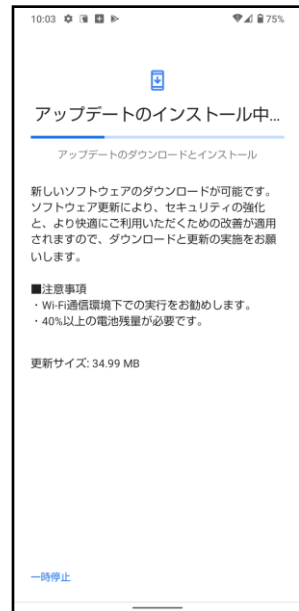 10:03 75%
アップデートのインストール中...
アップデートのダウンロードとインストール
新しいソフトウェアのダウンロードが可能です。
ソフトウェア更新により、セキュリティの強化
と、より快適にご利用いただくための改善が適用
されますので、ダウンロードと更新の実施をお願
いします。
■注意事項
・Wi-Fi通信環境下での実行をお勧めします。
・40%以上の電池残量が必要です。
更新サイズ: 34.99 MB
一時停止